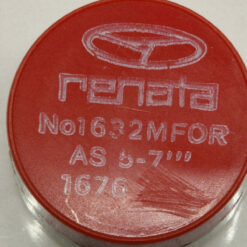 renata
No1632MFOR
AS 5-7'''
1676